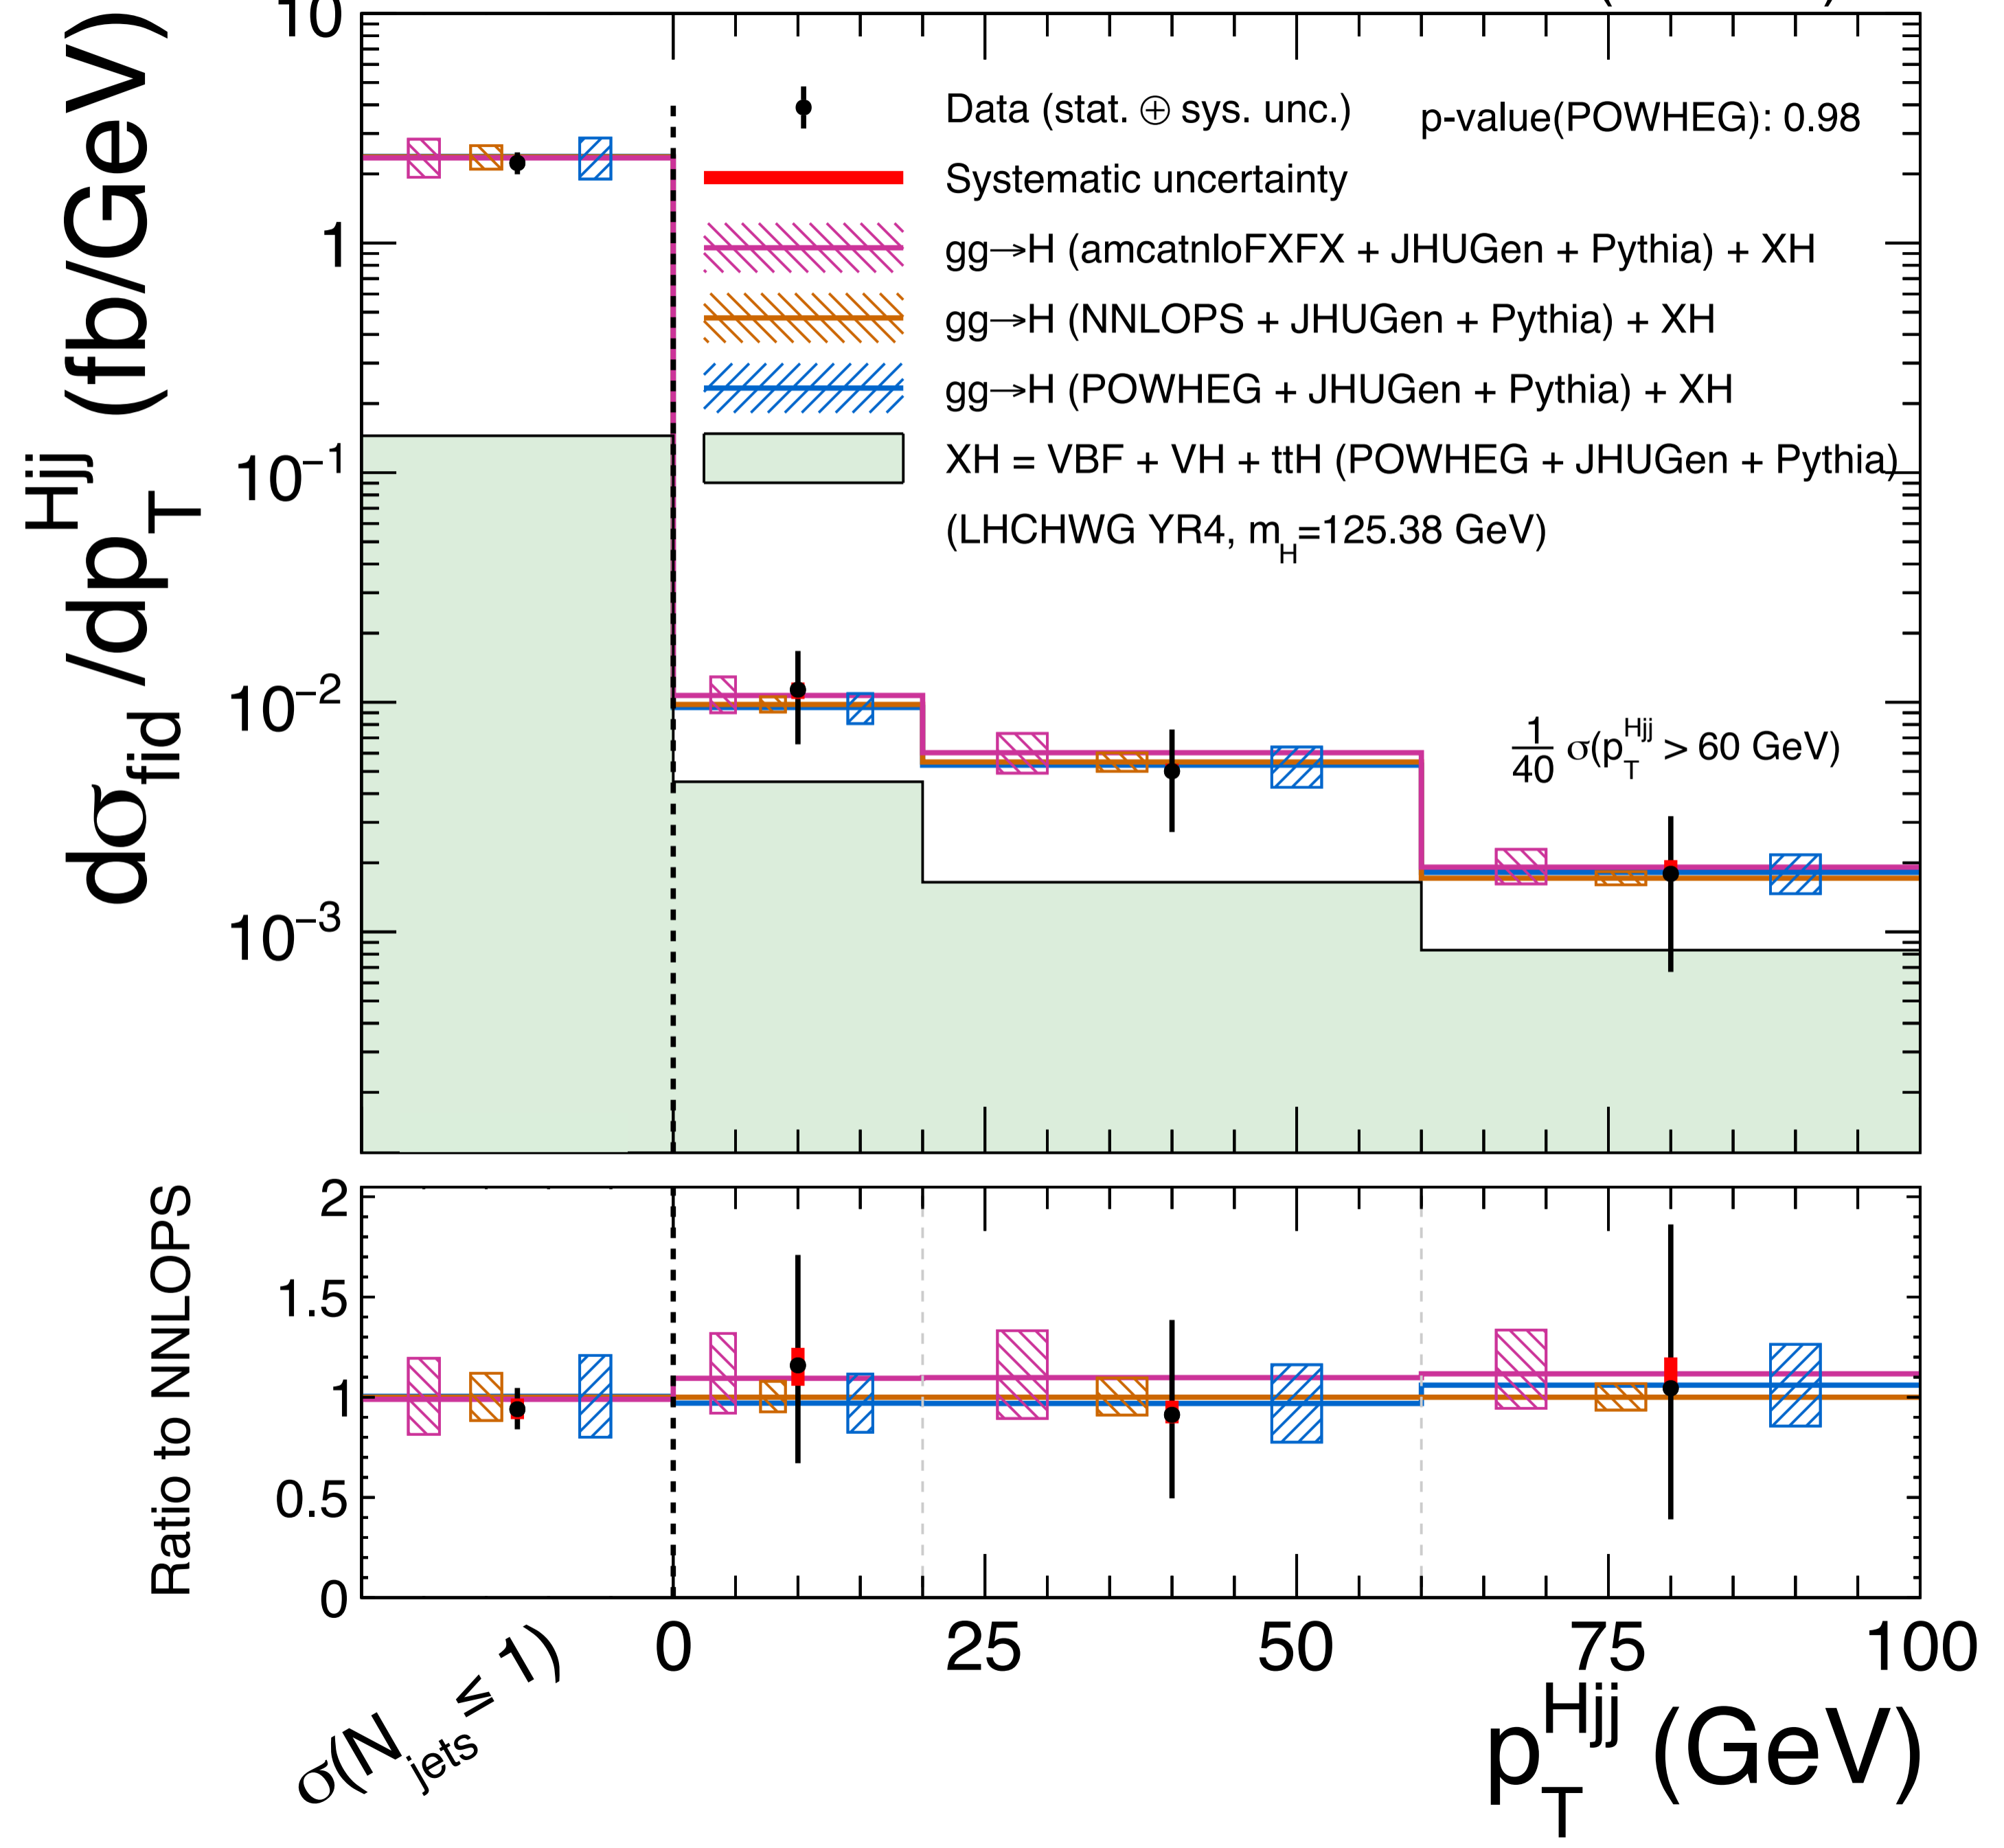 10
1
10−1
10−2
10−3
dσfid /dpTHjj (fb/GeV)
Data (stat. ⊕ sys. unc.)
p-value(POWHEG): 0.98
Systematic uncertainty
gg→H (amcatnloFXFX + JHUGen + Pythia) + XH
gg→H (NNLOPS + JHUGen + Pythia) + XH
gg→H (POWHEG + JHUGen + Pythia) + XH
XH = VBF + VH + ttH (POWHEG + JHUGen + Pythia)
(LHCHWG YR4, mH=125.38 GeV)
1/40 σ(pTHjj > 60 GeV)
Ratio to NNLOPS
2
1.5
1
0.5
0
σ(Njets ≤ 1)
0 25 50 75 100
pTHjj (GeV)